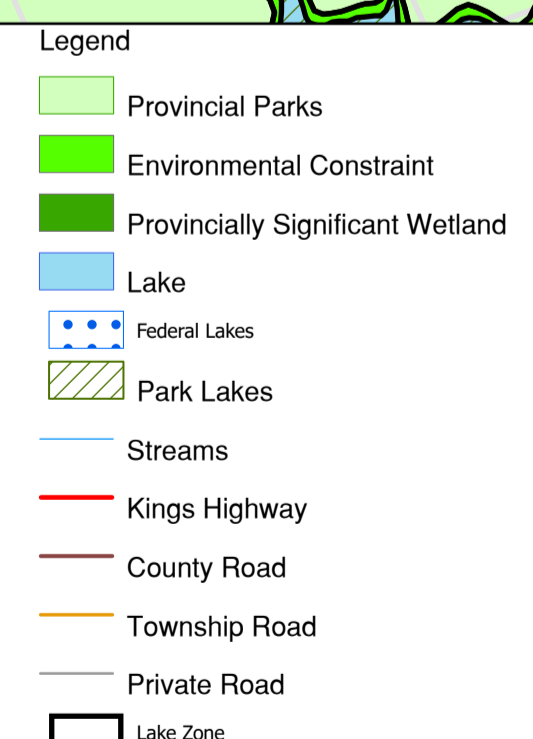 Legend
Provincial Parks
Environmental Constraint
Provincially Significant Wetland
Lake
Federal Lakes
Park Lakes
Streams
Kings Highway
County Road
Township Road
Private Road
Lake Zone